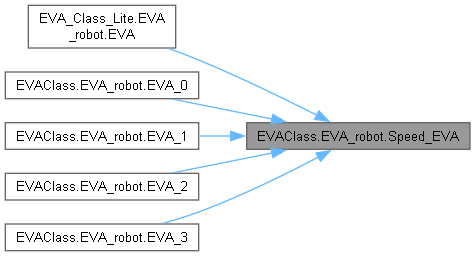 EVA_Class_Lite.EVA
_robot.EVA
EVAClass.EVA_robot.EVA_0
EVAClass.EVA_robot.EVA_1
EVAClass.EVA_robot.Speed_EVA
EVAClass.EVA_robot.EVA_2
EVAClass.EVA_robot.EVA_3